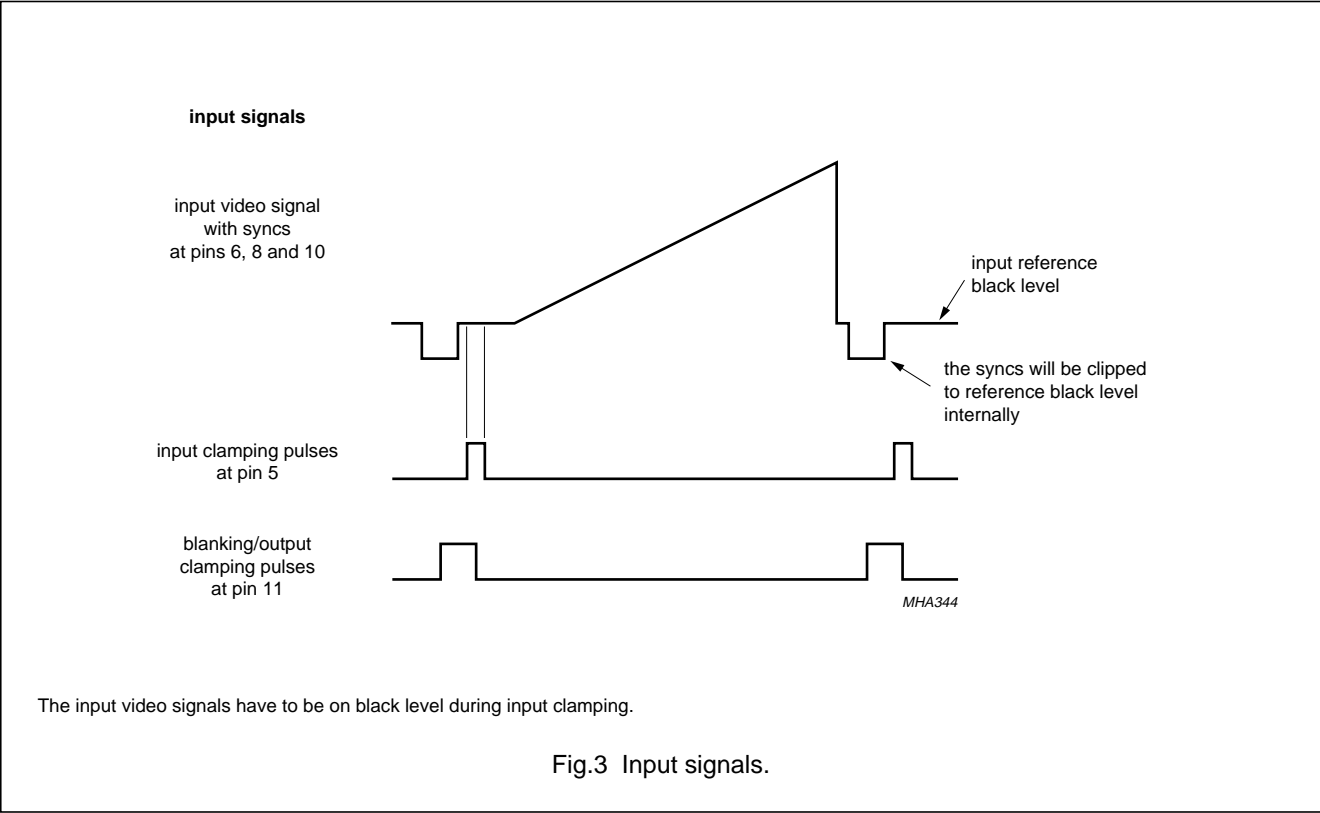 input signals
input video signal
with syncs
at pins 6, 8 and 10
input reference
black level
the syncs will be clipped
to reference black level
internally
input clamping pulses
at pin 5
blanking/output
clamping pulses
at pin 11
MHA344
The input video signals have to be on black level during input clamping.
Fig.3 Input signals.